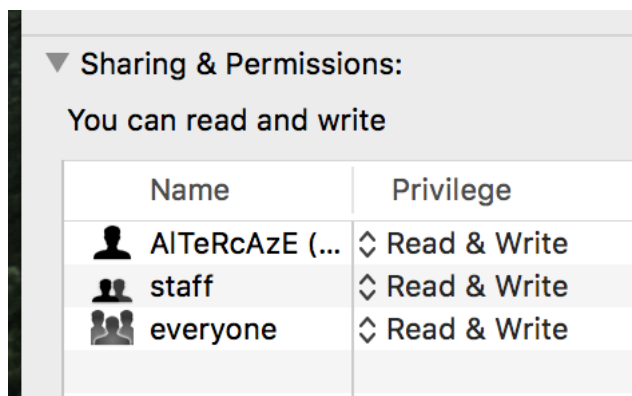 Sharing & Permissions:
You can read and write
Name Privilege
AlTeRcAzE (... Read & Write
staff Read & Write
everyone Read & Write